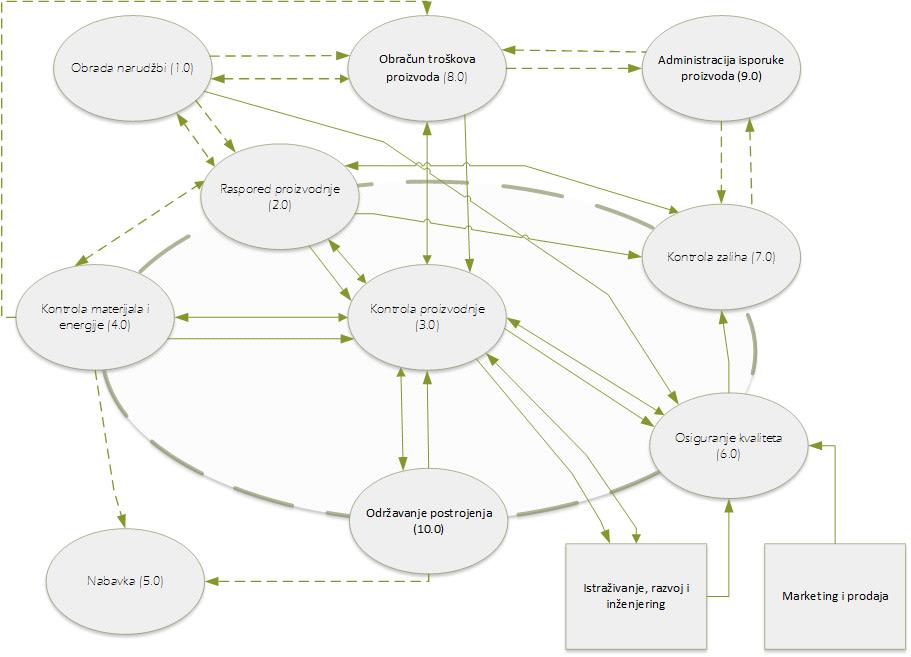 Obrada narudžbi (1.0)
Obračun troškova
proizvoda (8.0)
Administracija isporuke
proizvoda (9.0)
Raspored proizvodnje
(2.0)
Kontrola zaliha (7.0)
Kontrola materijala i
energije (4.0)
Kontrola proizvodnje
(3.0)
Osiguranje kvaliteta
(6.0)
Održavanje postrojenja
(10.0)
Nabavka (5.0)
Istraživanje, razvoj i
inženjering
Marketing i prodaja